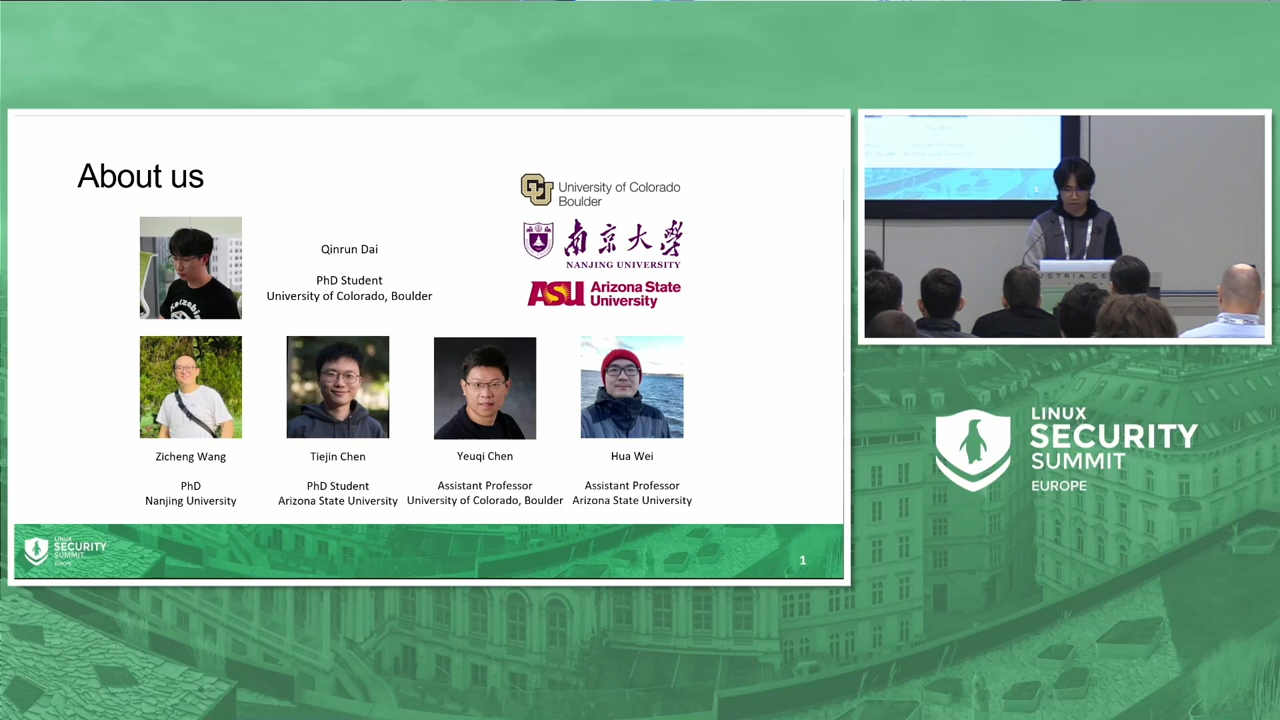 About us
University of Colorado
Boulder
南京大學
NANJING UNIVERSITY
ASU Arizona State
University
Qinrun Dai
PhD Student
University of Colorado, Boulder
Zicheng Wang
PhD
Nanjing University
Tiejin Chen
PhD Student
Arizona State University
Yeuqi Chen
Assistant Professor
University of Colorado, Boulder
Hua Wei
Assistant Professor
Arizona State University
LINUX
SECURITY
SUMMIT
EUROPE
1
USTRIA CE
LINUX
SECURITY
SUMMIT
EUROPE